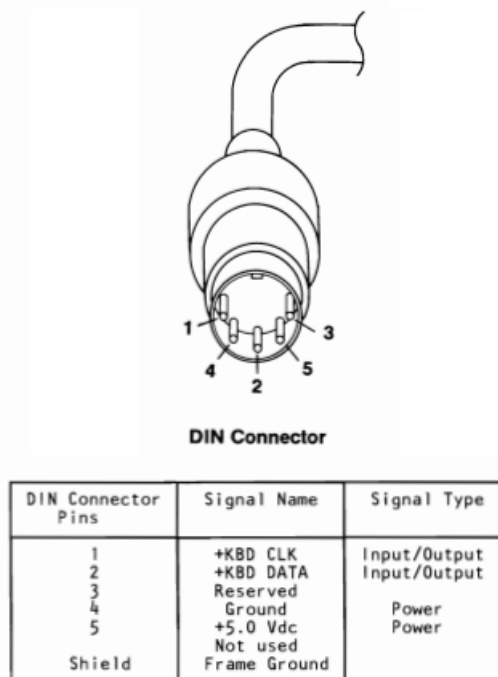 1
3
4
5
2
DIN Connector
DIN Connector Pins Signal Name Signal Type
1 +KBD CLK Input/Output
2 +KBD DATA Input/Output
3 Reserved
4 Ground Power
5 +5.0 Vdc Power
Not used
Shield Frame Ground